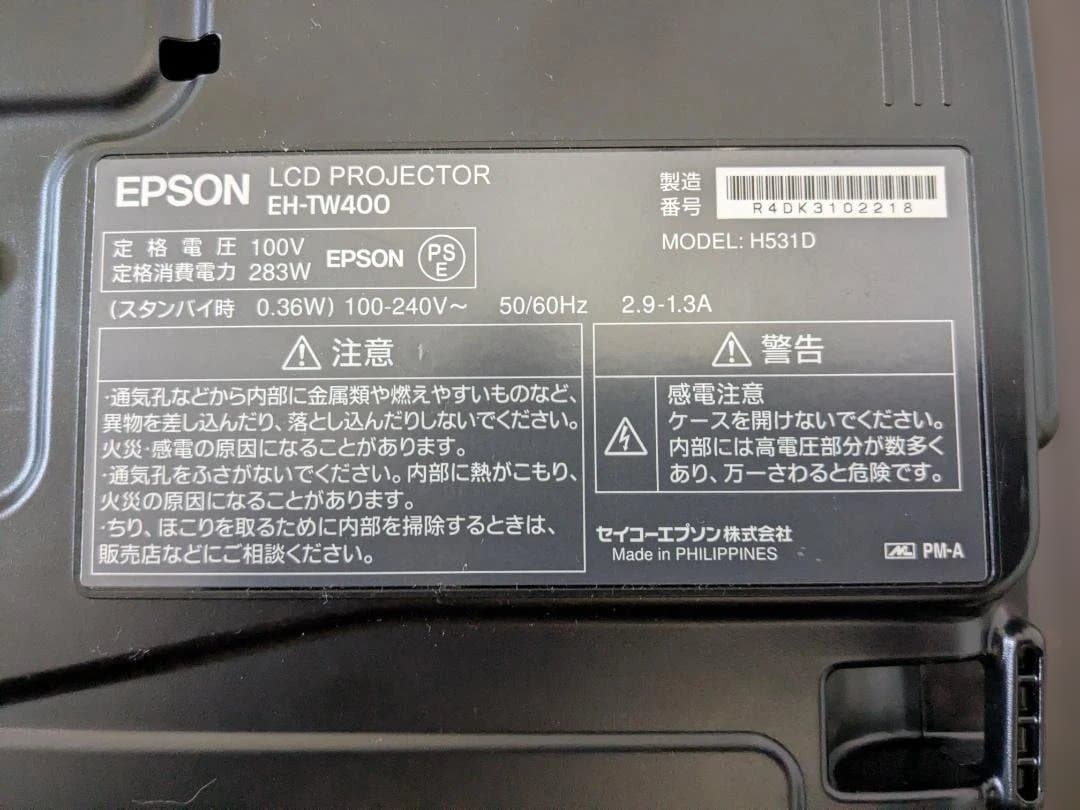 EPSON LCD PROJECTOR
EH-TW400
製造
番号
R4DK3102218
MODEL: H531D
定格電圧 100V
定格消費電力 283W
EPSON PS
E
(スタンバイ時 0.36W) 100-240V～ 50/60Hz 2.9-1.3A
注意
・通気孔などから内部に金属類や燃えやすいものなど、
異物を差し込んだり、落とし込んだりしないでください。
火災・感電の原因になることがあります。
・通気孔をふさがないでください。内部に熱がこもり、
火災の原因になることがあります。
・ちり、ほこりを取るために内部を掃除するときは、
販売店などにご相談ください。
警告
感電注意
ケースを開けないでください。
内部には高電圧部分が数多く
あり、万一さわると危険です。
セイコーエプソン株式会社
Made in PHILIPPINES
PM-A